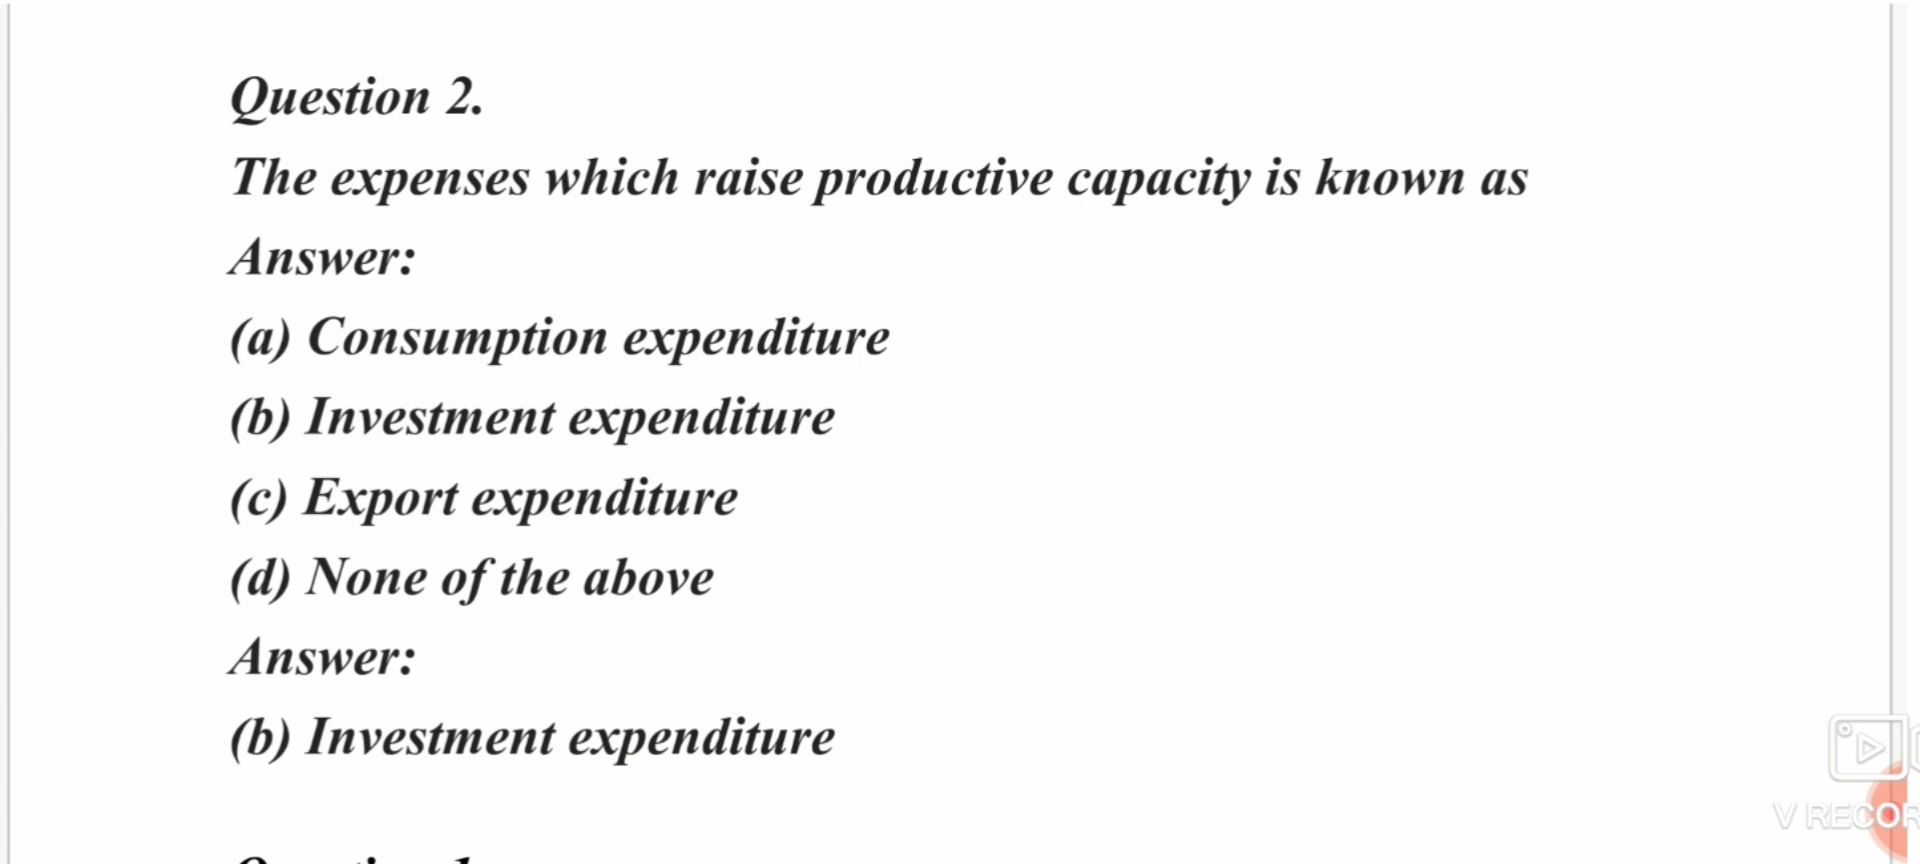 Question 2.
The expenses which raise productive capacity is known as
Answer:
(a) Consumption expenditure
(b) Investment expenditure
(c) Export expenditure
(d) None of the above
Answer:
(b) Investment expenditure
V RECOR